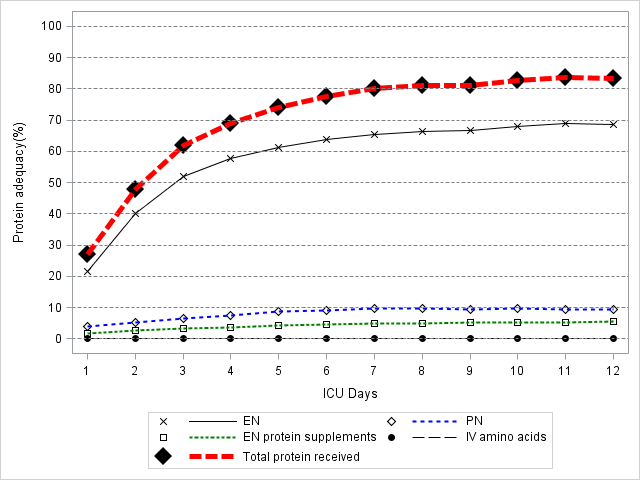 100
90
80
70
60
50
40
30
20
10
0
Protein adequacy(%)
1 2 3 4 5 6 7 8 9 10 11 12
ICU Days
EN PN
EN protein supplements IV amino acids
Total protein received